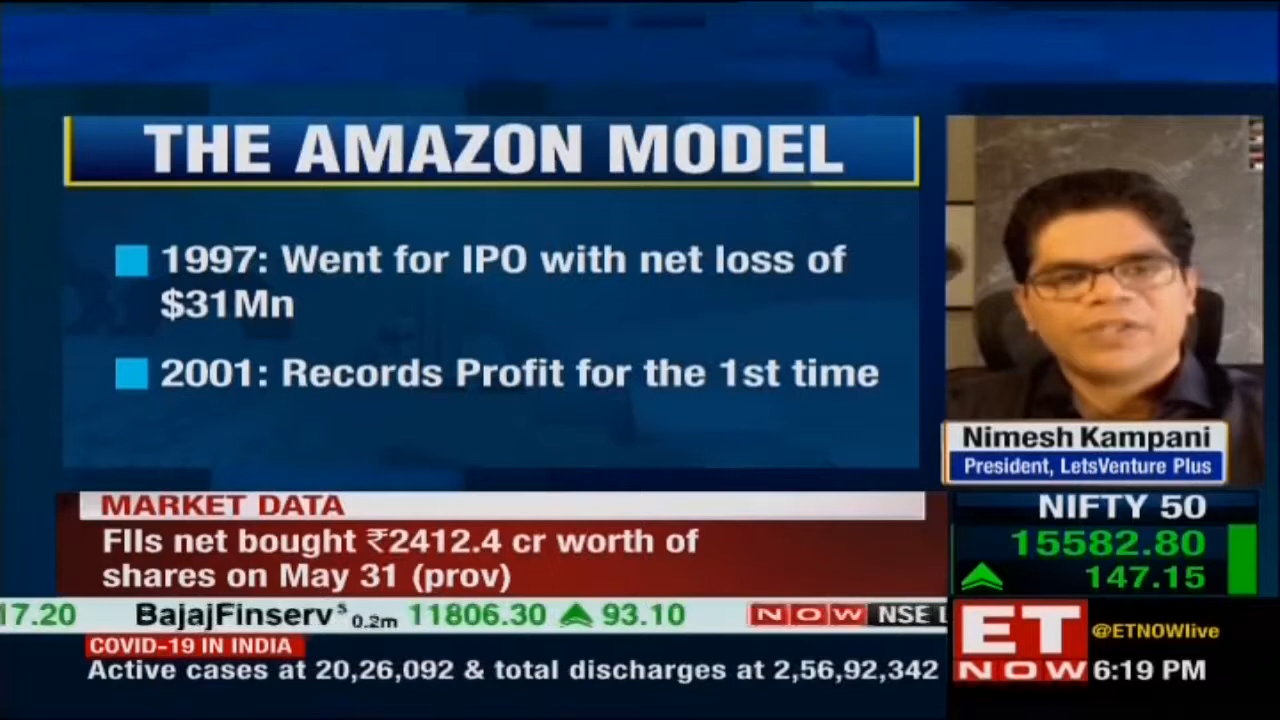 THE AMAZON MODEL
1997: Went for IPO with net loss of
$31Mn
2001: Records Profit for the 1st time
Nimesh Kampani
President, LetsVenture Plus
MARKET DATA
FIIs net bought ₹2412.4 cr worth of
shares on May 31 (prov)
NIFTY 50
15582.80
147.15
17.20 BajajFinserv s 0.2m 11806.30 93.10 NOW NSE
COVID-19 IN INDIA
Active cases at 20,26,092 & total discharges at 2,56,92,342
ET
NOW
@ETNOWlive
6:19 PM